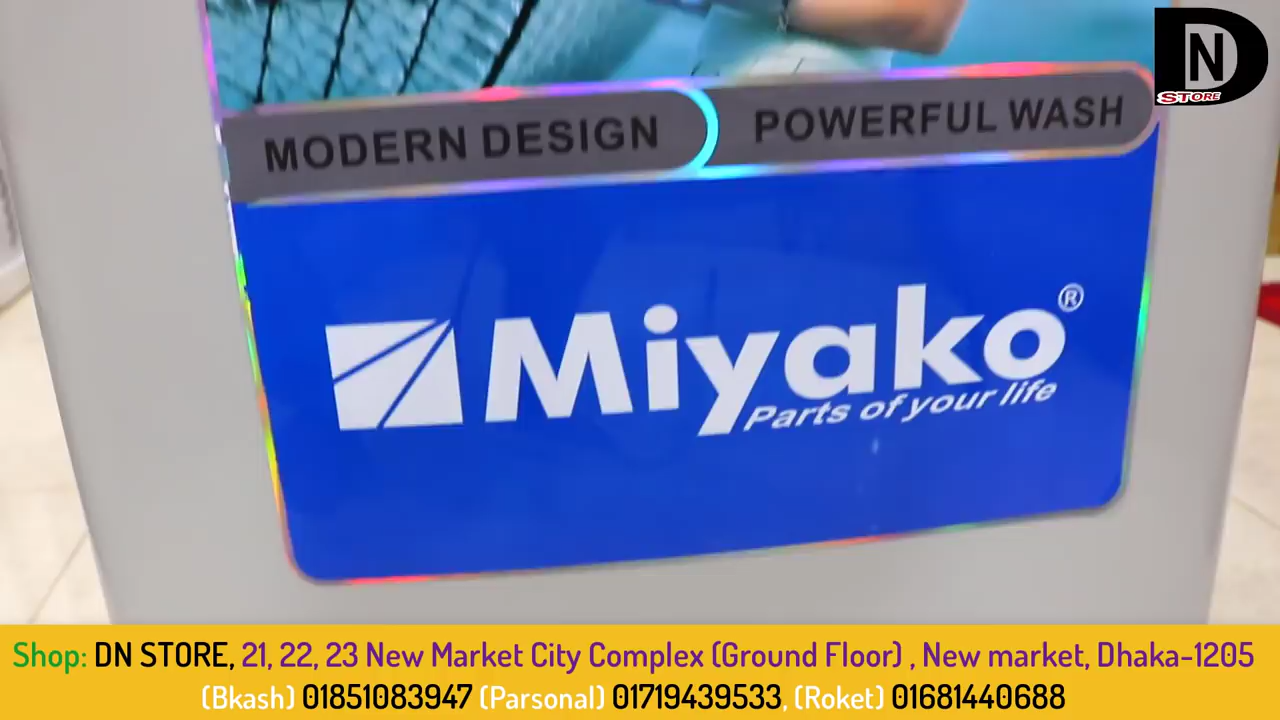 DN
STORE
MODERN DESIGN
POWERFUL WASH
Miyako®
Parts of your life
Shop: DN STORE, 21, 22, 23 New Market City Complex (Ground Floor) , New market, Dhaka-1205
(Bkash) 01851083947 (Parsonal) 01719439533, (Roket) 01681440688